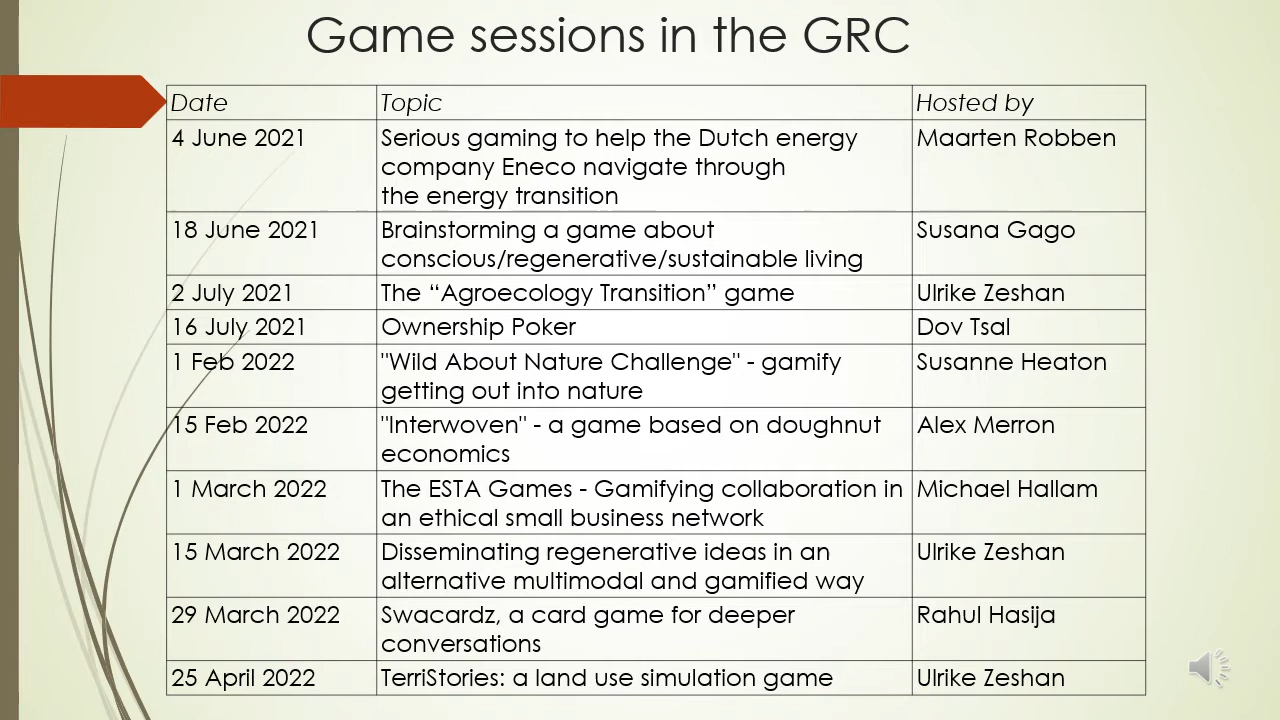 Game sessions in the GRC
Date Topic Hosted by
4 June 2021 Serious gaming to help the Dutch energy Maarten Robben
company Eneco navigate through
the energy transition
18 June 2021 Brainstorming a game about Susana Gago
conscious/regenerative/sustainable living
2 July 2021 The “Agroecology Transition” game Ulrike Zeshan
16 July 2021 Ownership Poker Dov Tsal
1 Feb 2022 "Wild About Nature Challenge" - gamify Susanne Heaton
getting out into nature
15 Feb 2022 "Interwoven" - a game based on doughnut Alex Merron
economics
1 March 2022 The ESTA Games - Gamifying collaboration in Michael Hallam
an ethical small business network
15 March 2022 Disseminating regenerative ideas in an Ulrike Zeshan
alternative multimodal and gamified way
29 March 2022 Swacardz, a card game for deeper Rahul Hasija
conversations
25 April 2022 TerriStories: a land use simulation game Ulrike Zeshan